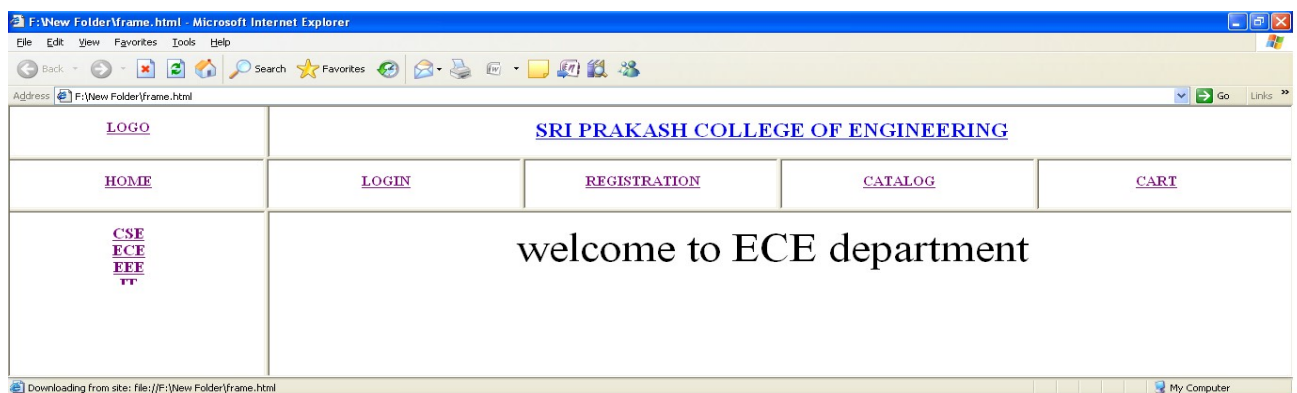 F:\New Folder\frame.html - Microsoft Internet Explorer
File Edit View Favorites Tools Help
Back Search Favorites
Address F:\New Folder\frame.html Go Links »
LOGO SRI PRAKASH COLLEGE OF ENGINEERING
HOME LOGIN REGISTRATION CATALOG CART
CSE
ECE
EEE
IT
welcome to ECE department
Downloading from site: file://F:\New Folder\frame.html My Computer